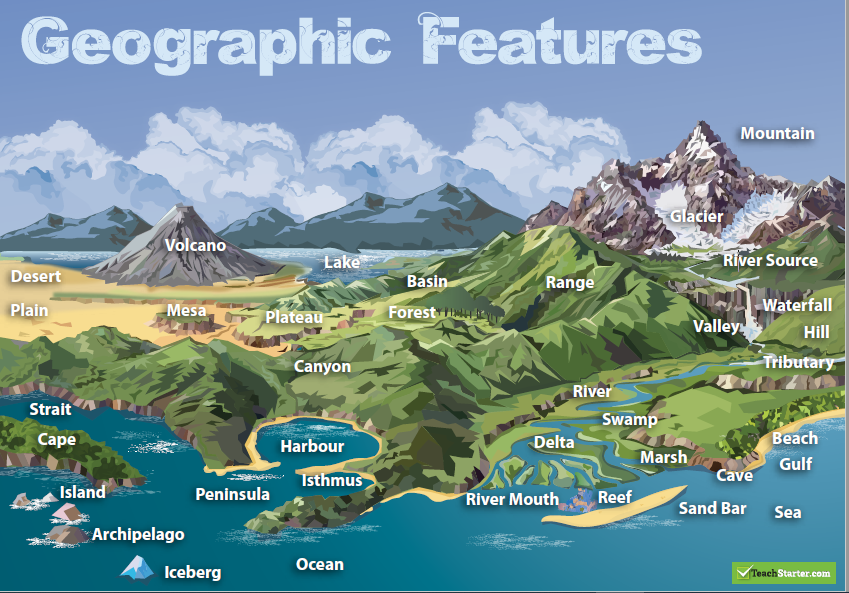 Geographic Features
Mountain
Glacier
Volcano
River Source
Lake
Desert
Basin
Range
Plain
Mesa
Plateau
Forest
Waterfall
Valley
Hill
Canyon
Tributary
River
Strait
Swamp
Cape
Harbour
Delta
Beach
Marsh
Gulf
Cave
Isthmus
Island
Peninsula
River Mouth
Reef
Sand Bar
Sea
Archipelago
Ocean
Iceberg
TeachStarter.com